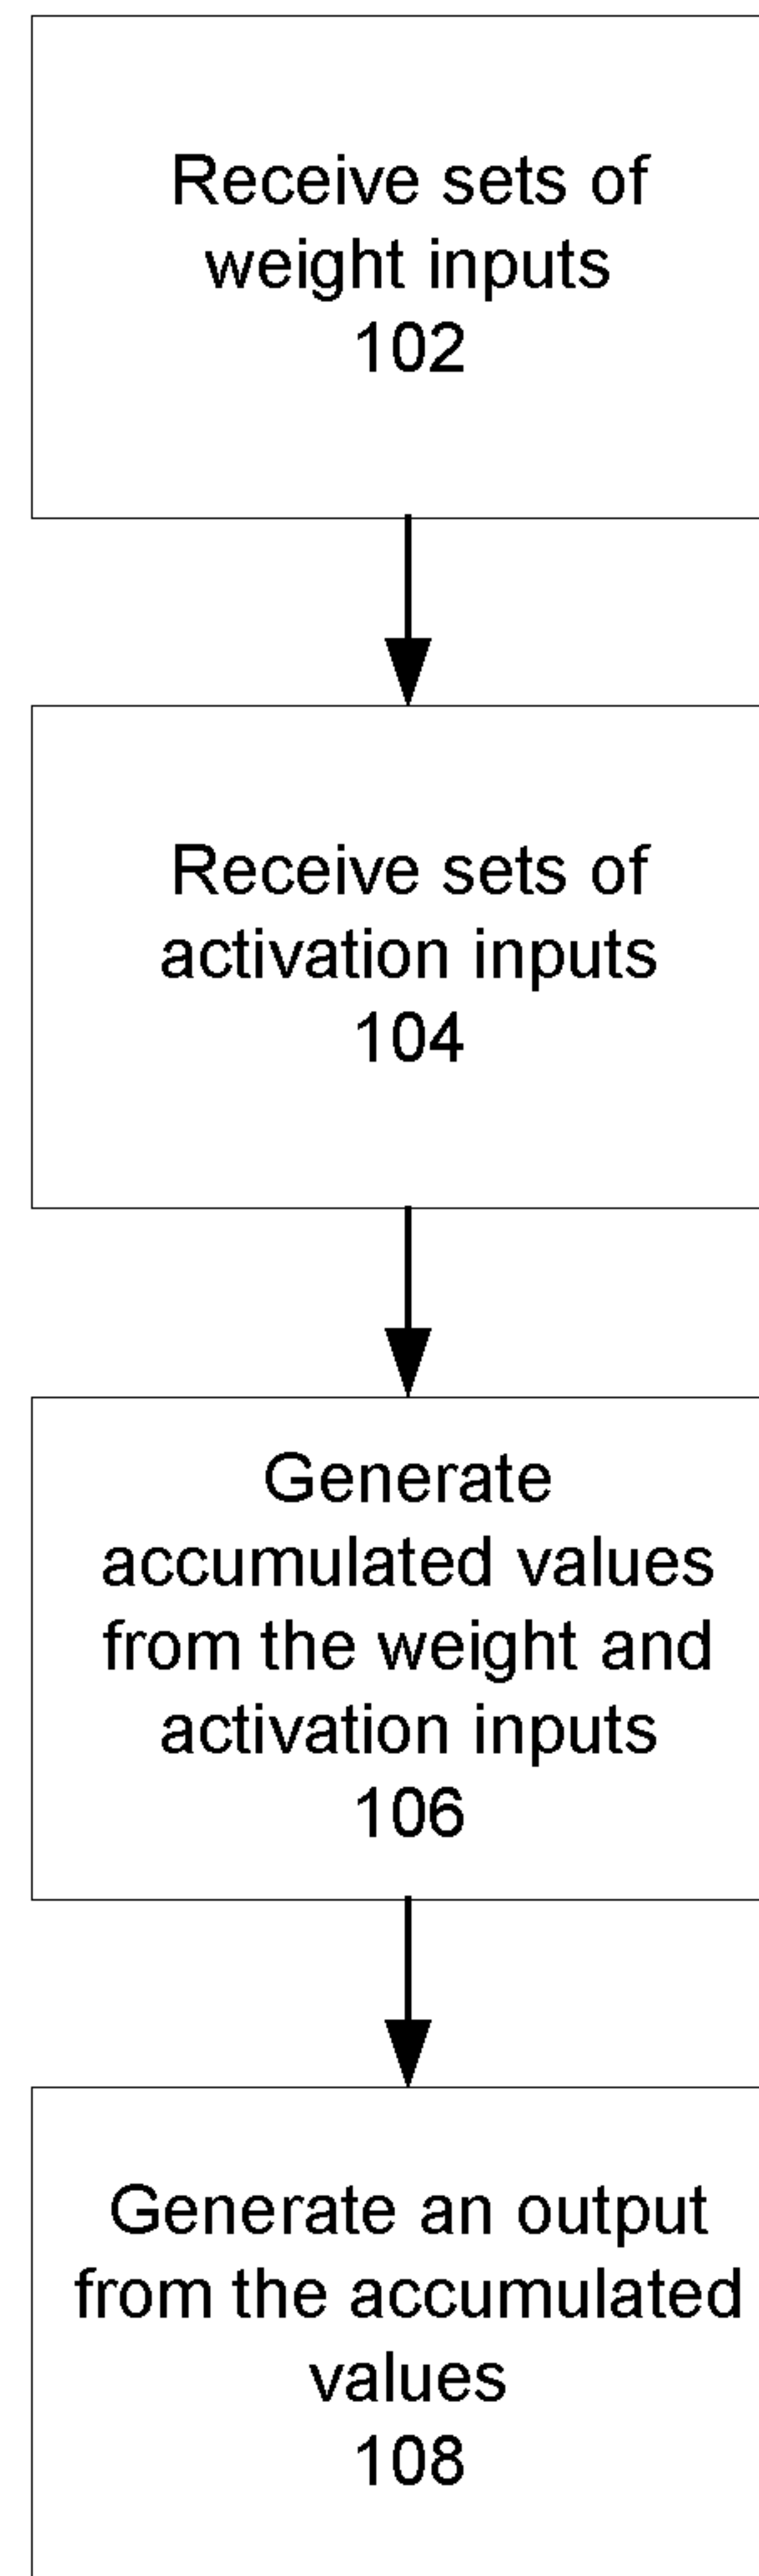 Receive sets of
weight inputs
102
Receive sets of
activation inputs
104
Generate
accumulated values
from the weight and
activation inputs
106
Generate an output
from the accumulated
values
108